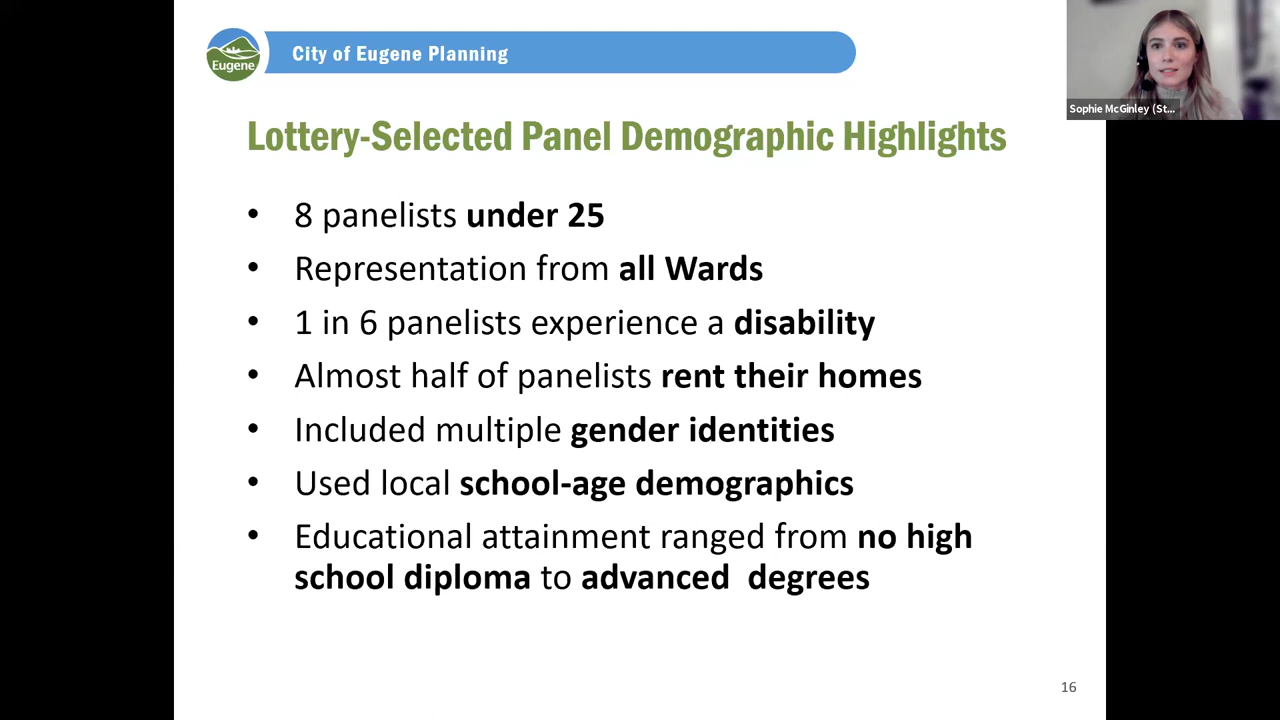 Eugene
City of Eugene Planning
Sophie McGinley (St...
Lottery-Selected Panel Demographic Highlights
• 8 panelists under 25
• Representation from all Wards
• 1 in 6 panelists experience a disability
• Almost half of panelists rent their homes
• Included multiple gender identities
• Used local school-age demographics
• Educational attainment ranged from no high
school diploma to advanced  degrees
16